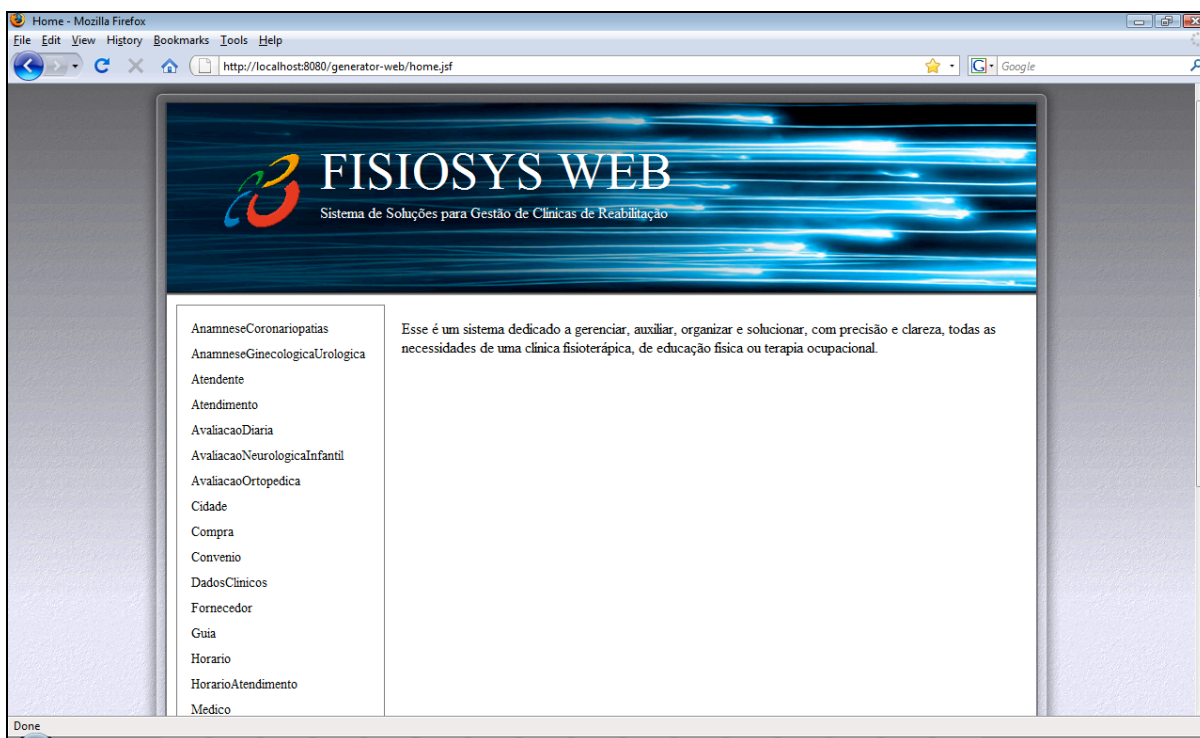 Home - Mozilla Firefox
File Edit View History Bookmarks Tools Help
http://localhost:8080/generator-web/home.jsf
G Google
FISIOSYS WEB
Sistema de Soluções para Gestão de Clínicas de Reabilitação
AnamneseCoronariopatias
AnamneseGinecologicaUrologica
Atendente
Atendimento
AvaliacaoDiaria
AvaliacaoNeurologicaInfantil
AvaliacaoOrtopedica
Cidade
Compra
Convenio
DadosClinicos
Fornecedor
Guia
Horario
HorarioAtendimento
Medico
Esse é um sistema dedicado a gerenciar, auxiliar, organizar e solucionar, com precisão e clareza, todas as
necessidades de uma clínica fisioterápica, de educação física ou terapia ocupacional.
Done